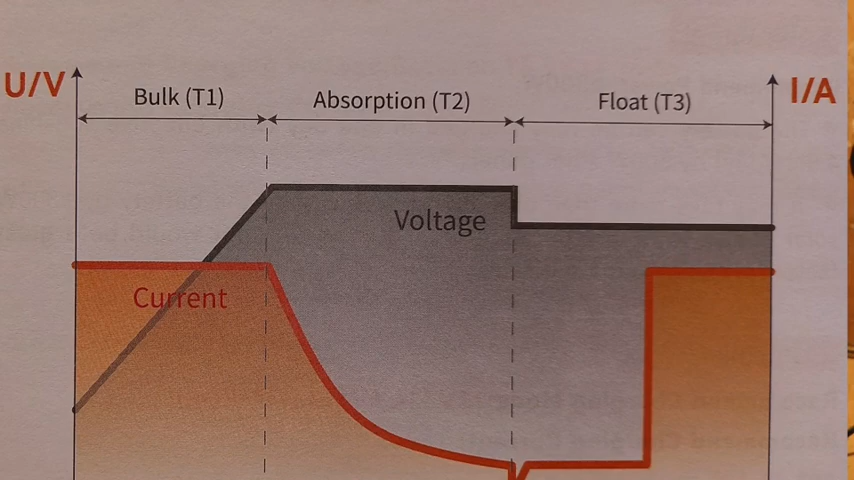 U/V
Bulk (T1)
Absorption (T2)
Float (T3)
I/A
Voltage
Current